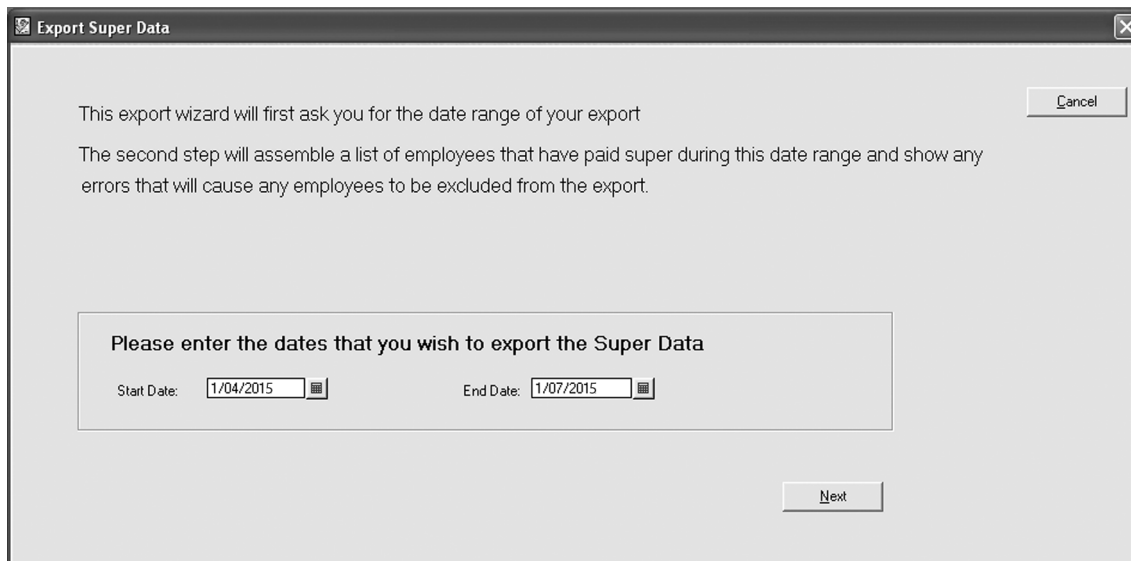 Export Super Data
Cancel
This export wizard will first ask you for the date range of your export
The second step will assemble a list of employees that have paid super during this date range and show any
errors that will cause any employees to be excluded from the export.
Please enter the dates that you wish to export the Super Data
Start Date: 1/04/2015 End Date: 1/07/2015
Next